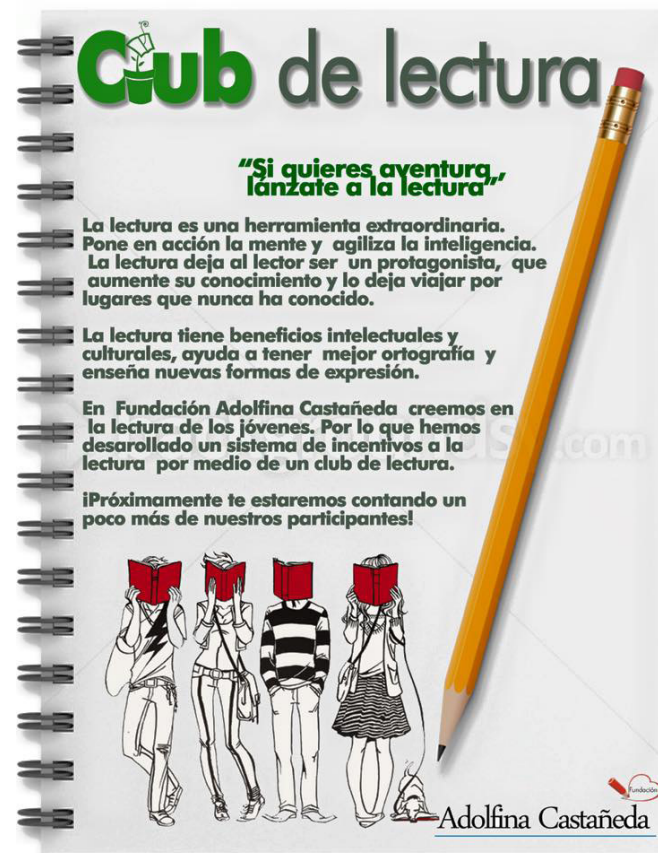 Club de lectura
“Si quieres aventura,
lánzate a la lectura”
La lectura es una herramienta extraordinaria.
Pone en acción la mente y agiliza la inteligencia.
La lectura deja al lector ser un protagonista, que
aumente su conocimiento y lo deja viajar por
lugares que nunca ha conocido.
La lectura tiene beneficios intelectuales y
culturales, ayuda a tener mejor ortografía y
enseña nuevas formas de expresión.
En Fundación Adolfina Castañeda creemos en
la lectura de los jóvenes. Por lo que hemos
desarollado un sistema de incentivos a la
lectura por medio de un club de lectura.
¡Próximamente te estaremos contando un
poco más de nuestros participantes!
Fundación
Adolfina Castañeda